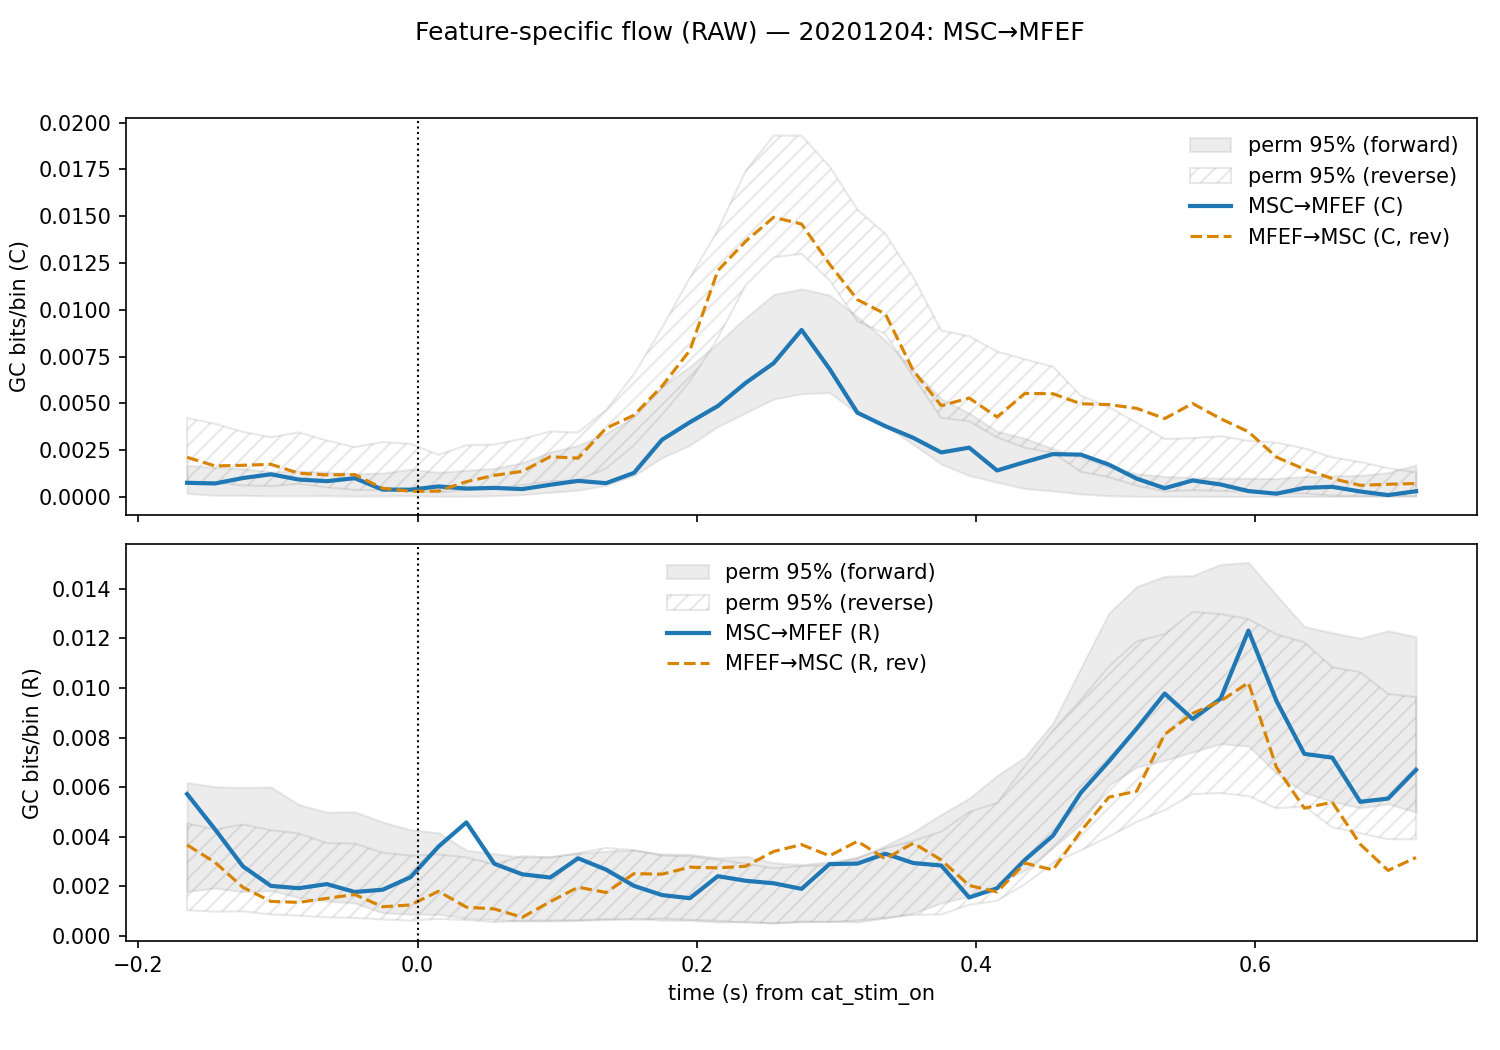 Feature-specific flow (RAW) — 20201204: MSC→MFEF
0.0200
0.0175
0.0150
0.0125
0.0100
0.0075
0.0050
0.0025
0.0000
GC bits/bin (C)
perm 95% (forward)
perm 95% (reverse)
MSC→MFEF (C)
MFEF→MSC (C, rev)
0.014
0.012
0.010
0.008
0.006
0.004
0.002
0.000
GC bits/bin (R)
perm 95% (forward)
perm 95% (reverse)
MSC→MFEF (R)
MFEF→MSC (R, rev)
−0.2 0.0 0.2 0.4 0.6
time (s) from cat_stim_on